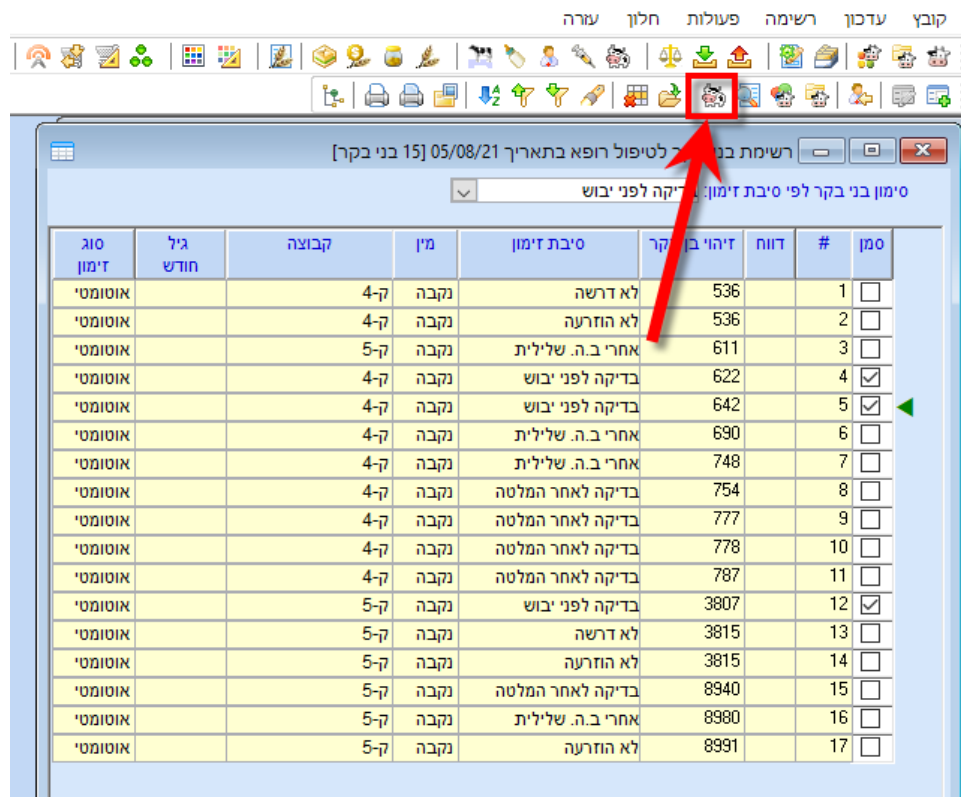 קובץ עדכון רשימה פעולות חלון עזרה
רשימת בני בקר לטיפול רופא בתאריך 05/08/21 [15 בני בקר]
סימון בני בקר לפי סיבת זימון: בדיקה לפני יבוש
סמן # דווח זיהוי בן בקר סיבת זימון מין קבוצה גיל חודש סוג זימון
1 536 לא דרשה נקבה ק-4 אוטומטי
2 536 לא הוזרעה נקבה ק-4 אוטומטי
3 611 אחרי ב.ה. שלילית נקבה ק-5 אוטומטי
4 622 בדיקה לפני יבוש נקבה ק-4 אוטומטי
5 642 בדיקה לפני יבוש נקבה ק-4 אוטומטי
6 690 אחרי ב.ה. שלילית נקבה ק-4 אוטומטי
7 748 אחרי ב.ה. שלילית נקבה ק-4 אוטומטי
8 754 בדיקה לאחר המלטה נקבה ק-4 אוטומטי
9 777 בדיקה לאחר המלטה נקבה ק-4 אוטומטי
10 778 בדיקה לאחר המלטה נקבה ק-4 אוטומטי
11 787 בדיקה לאחר המלטה נקבה ק-4 אוטומטי
12 3807 בדיקה לפני יבוש נקבה ק-5 אוטומטי
13 3815 לא דרשה נקבה ק-5 אוטומטי
14 3815 לא הוזרעה נקבה ק-5 אוטומטי
15 8940 בדיקה לאחר המלטה נקבה ק-5 אוטומטי
16 8980 אחרי ב.ה. שלילית נקבה ק-5 אוטומטי
17 8991 לא הוזרעה נקבה ק-5 אוטומטי